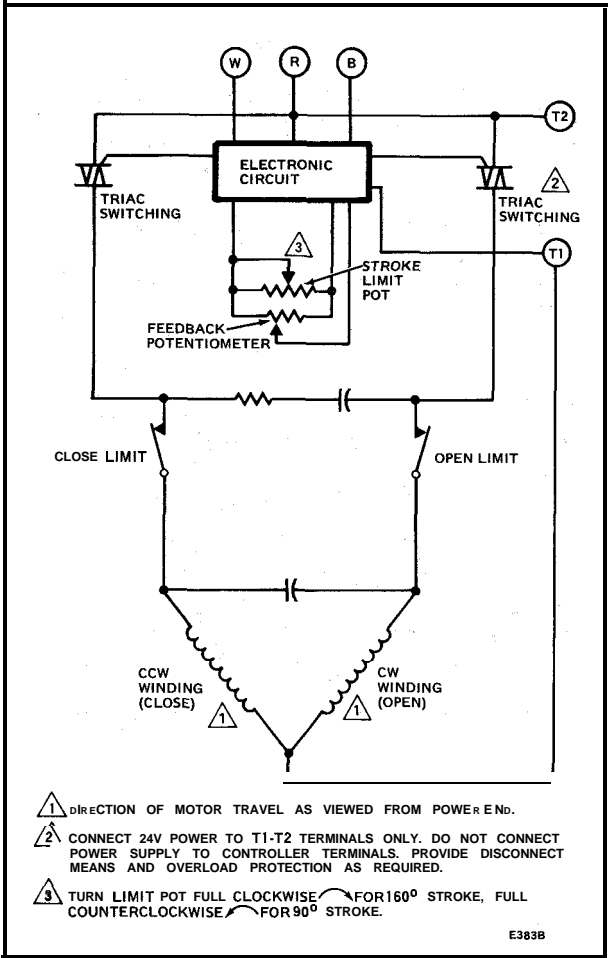 W R B
T2
ELECTRONIC
CIRCUIT
TRIAC
SWITCHING
2
TRIAC
SWITCHING
3
T1
STROKE
LIMIT
POT
FEEDBACK
POTENTIOMETER
CLOSE LIMIT
OPEN LIMIT
CCW
WINDING
(CLOSE)
1
CW
WINDING
(OPEN)
1
1 DIRECTION OF MOTOR TRAVEL AS VIEWED FROM POWER END.
2 CONNECT 24V POWER TO T1-T2 TERMINALS ONLY. DO NOT CONNECT
POWER SUPPLY TO CONTROLLER TERMINALS. PROVIDE DISCONNECT
MEANS AND OVERLOAD PROTECTION AS REQUIRED.
3 TURN LIMIT POT FULL CLOCKWISE FOR 160° STROKE, FULL
COUNTERCLOCKWISE FOR 90° STROKE.
E383B